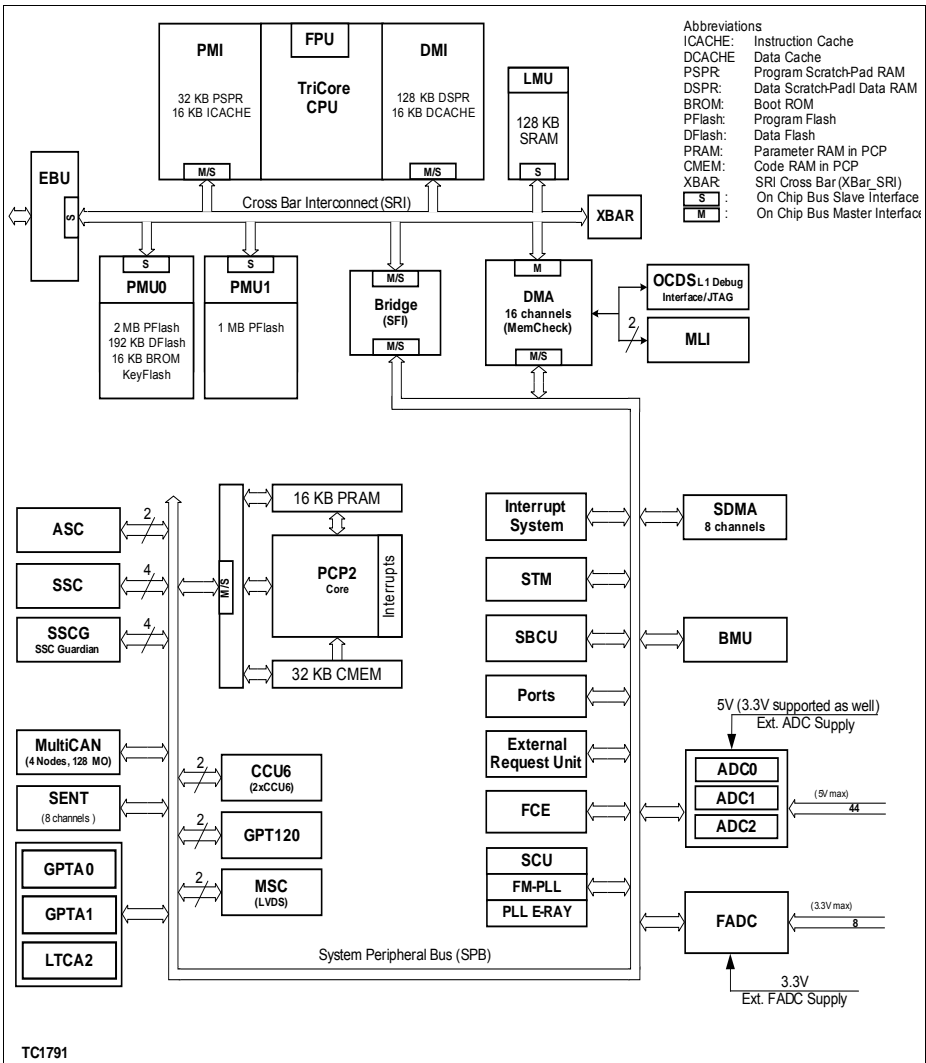 PMI
32 KB PSPR
16 KB ICACHE
M/S
FPU
TriCore
CPU
DMI
128 KB DSPR
16 KB DCACHE
M/S
LMU
128 KB
SRAM
S
Abbreviations:
ICACHE: Instruction Cache
DCACHE Data Cache
PSPR: Program Scratch-Pad RAM
DSPR: Data Scratch-Padl Data RAM
BROM: Boot ROM
PFlash: Program Flash
DFlash: Data Flash
PRAM: Parameter RAM in PCP
CMEM: Code RAM in PCP
XBAR: SRI Cross Bar (XBar_SRI)
S : On Chip Bus Slave Interface
M : On Chip Bus Master Interface
EBU
S
Cross Bar Interconnect (SRI)
XBAR
S
PMU0
2 MB PFlash
192 KB DFlash
16 KB BROM
KeyFlash
S
PMU1
1 MB PFlash
M/S
Bridge
(SFI)
M/S
M
DMA
16 channels
(MemCheck)
M/S
OCDS L1 Debug
Interface/JTAG
2
MLI
ASC
2
SSC
4
SSCG
SSC Guardian
4
M/S
16 KB PRAM
PCP2
Core
Interrupts
32 KB CMEM
Interrupt
System
SDMA
8 channels
STM
SBCU
BMU
Ports
External
Request Unit
FCE
SCU
FM-PLL
PLL E-RAY
5V (3.3V supported as well)
Ext. ADC Supply
ADC0
ADC1
ADC2
(5V max)
44
FADC
(3.3V max)
8
3.3V
Ext. FADC Supply
MultiCAN
(4 Nodes, 128 MO)
SENT
(8 channels )
GPTA0
GPTA1
LTCA2
2
CCU6
(2xCCU6)
2
GPT120
2
MSC
(LVDS)
System Peripheral Bus (SPB)
TC1791